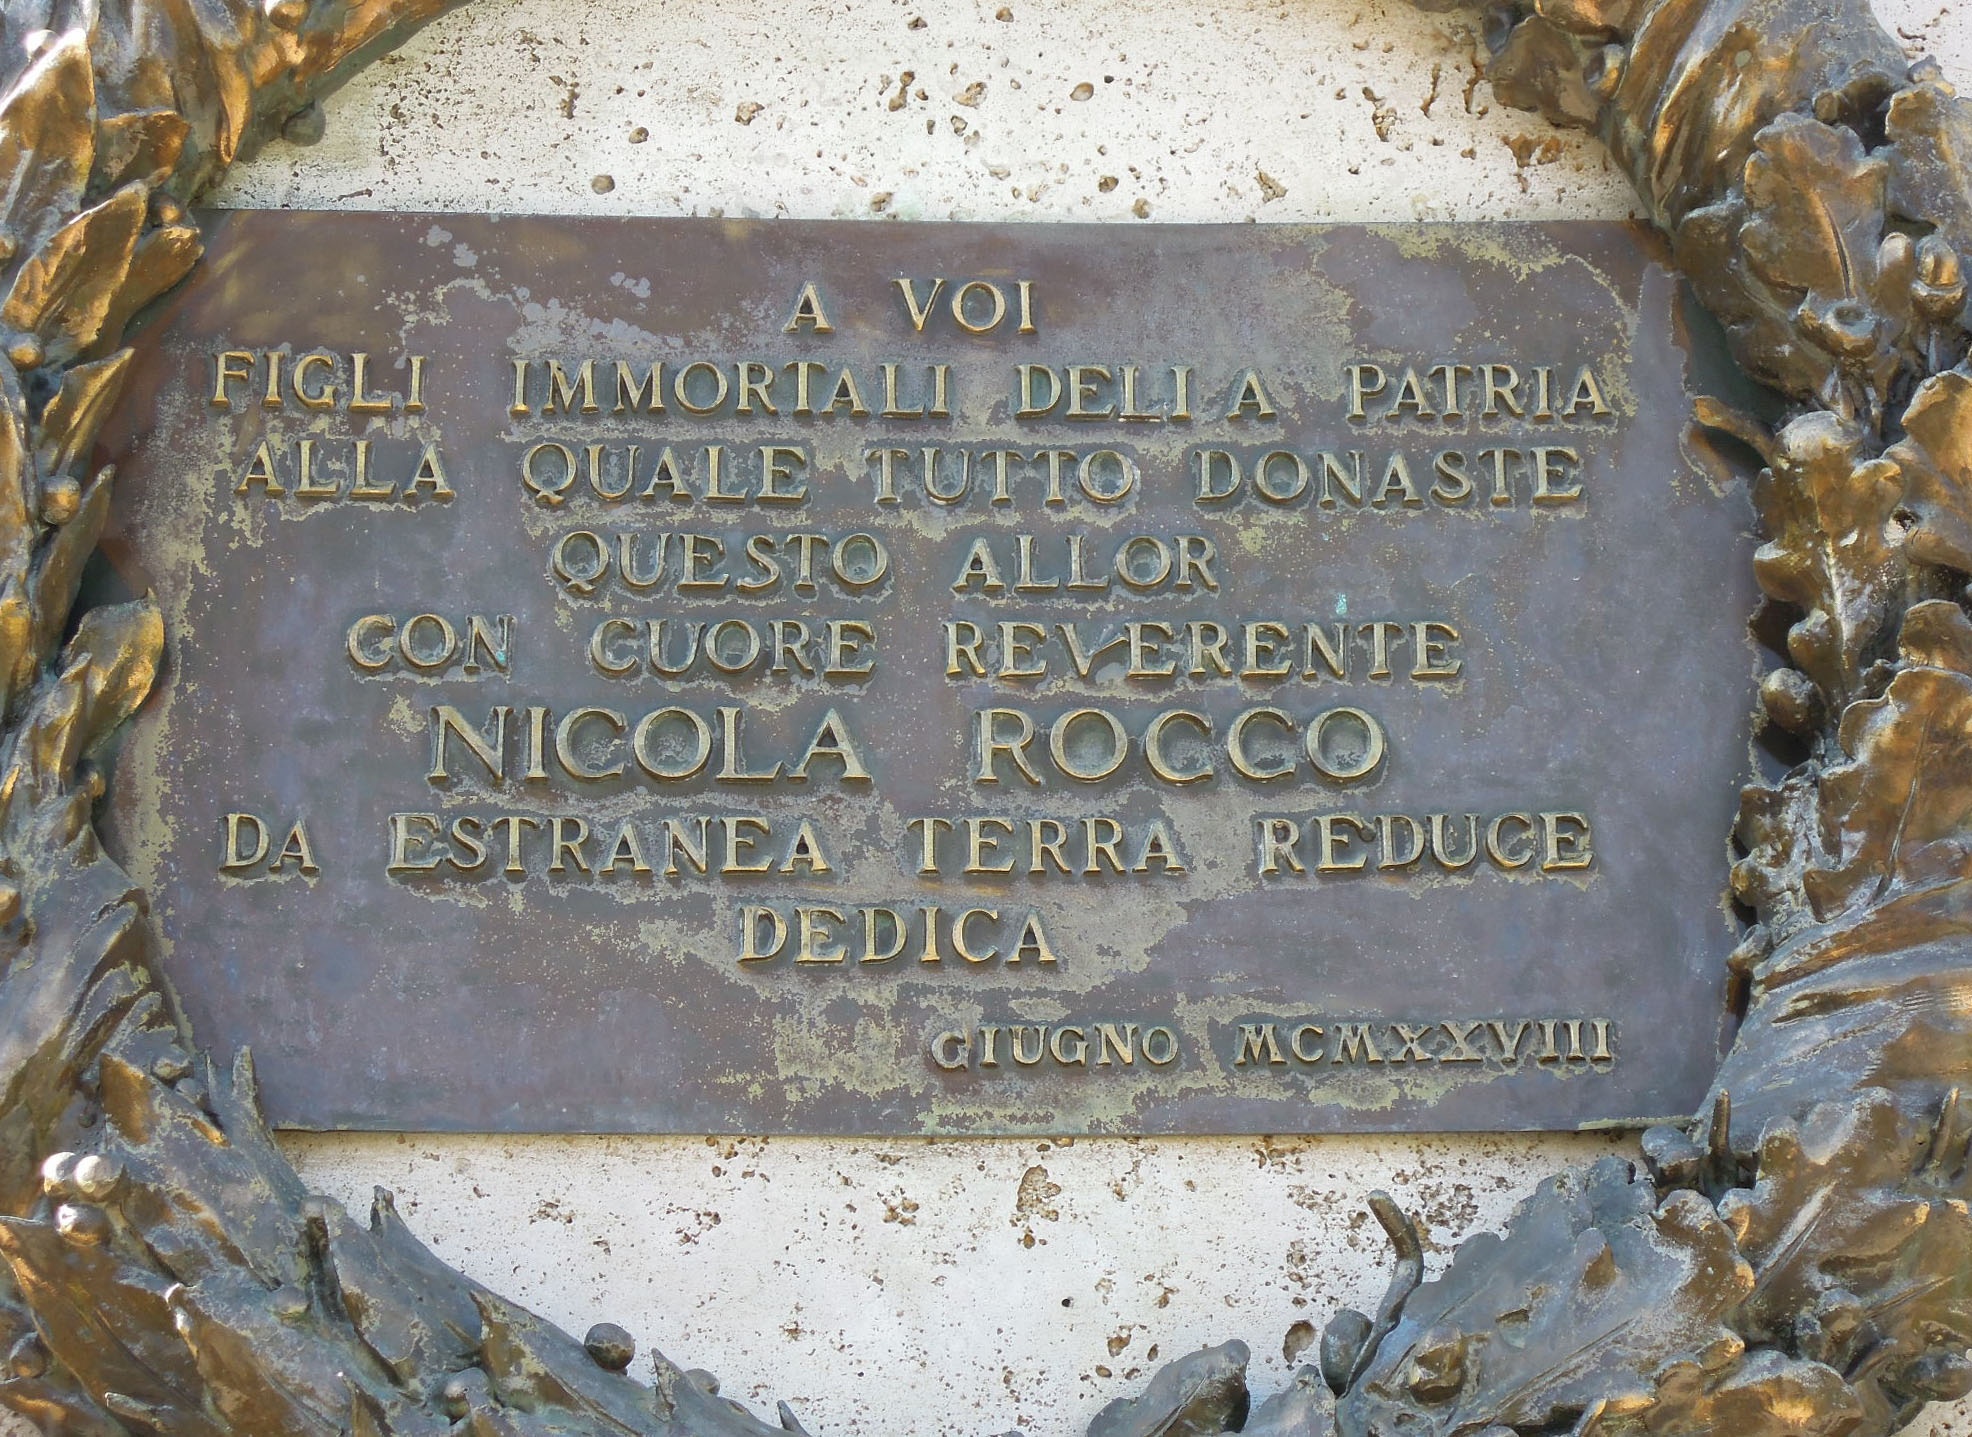 A VOI
FIGLI IMMORTALI DELLA PATRIA
ALLA QUALE TUTTO DONASTE
QUESTO ALLOR
CON CUORE REVERENTE
NICOLA ROCCO
DA ESTRANEA TERRA REDUCE
DEDICA
GIUGNO MCMXXVIII